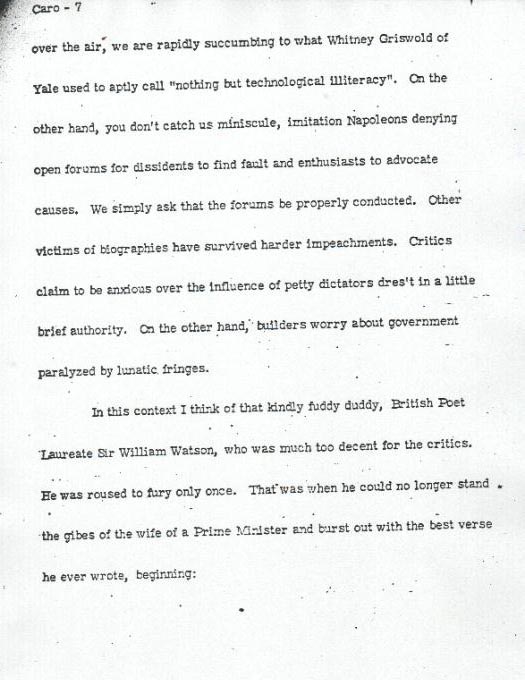 Caro - 7
over the air, we are rapidly succumbing to what Whitney Griswold of
Yale used to aptly call "nothing but technological illiteracy". On the
other hand, you don't catch us miniscule, imitation Napoleons denying
open forums for dissidents to find fault and enthusiasts to advocate
causes. We simply ask that the forums be properly conducted. Other
victims of biographies have survived harder impeachments. Critics
claim to be anxious over the influence of petty dictators dres't in a little
brief authority. On the other hand, builders worry about government
paralyzed by lunatic fringes.
In this context I think of that kindly fuddy duddy, British Poet
Laureate Sir William Watson, who was much too decent for the critics.
He was roused to fury only once. That was when he could no longer stand
the gibes of the wife of a Prime Minister and burst out with the best verse
he ever wrote, beginning: